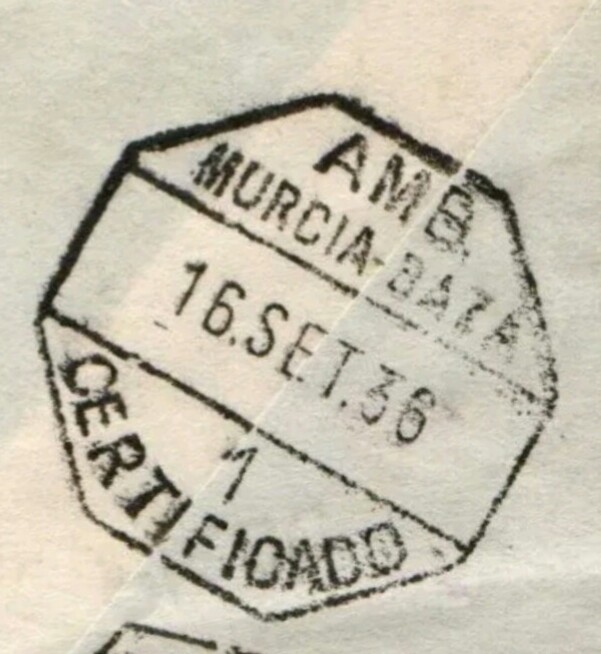 AMB
MURCIA-BAZA
16.SET.36
1
CERTIFICADO